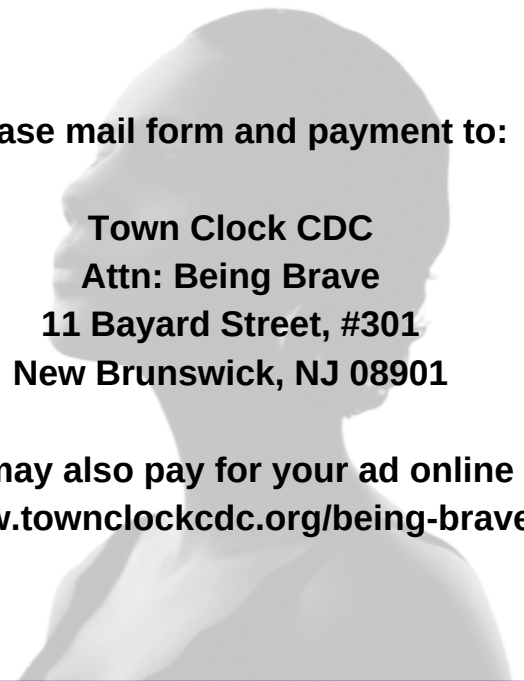 ase mail form and payment to:
Town Clock CDC
Attn: Being Brave
11 Bayard Street, #301
New Brunswick, NJ 08901
may also pay for your ad online
w.townclockcdc.org/being-brave